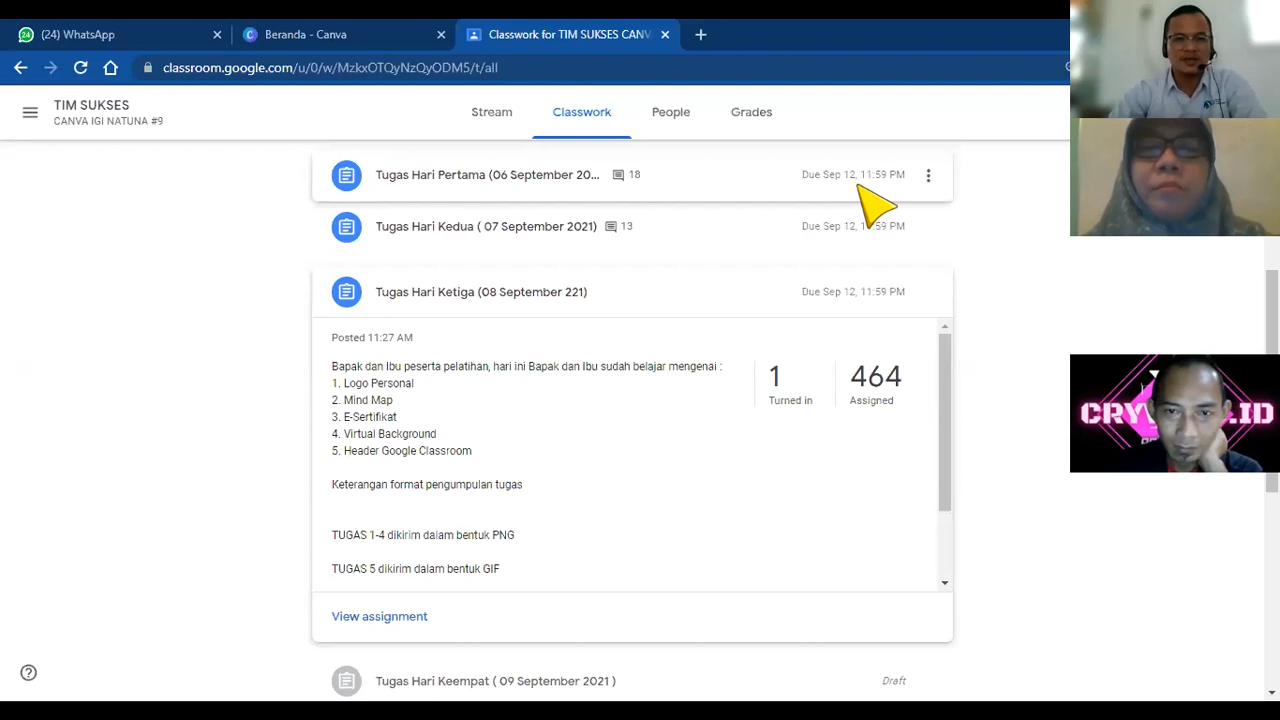 (24) WhatsApp
Beranda - Canva
Classwork for TIM SUKSES CANV
classroom.google.com/u/0/w/MzkxOTQyNzQyODM5/t/all
TIM SUKSES
CANVA IGI NATUNA #9
Stream
Classwork
People
Grades
Tugas Hari Pertama (06 September 20...
18
Due Sep 12, 11:59 PM
Tugas Hari Kedua ( 07 September 2021)
13
Due Sep 12, 11:59 PM
Tugas Hari Ketiga (08 September 221)
Due Sep 12, 11:59 PM
Posted 11:27 AM
Bapak dan Ibu peserta pelatihan, hari ini Bapak dan Ibu sudah belajar mengenai :
1. Logo Personal
2. Mind Map
3. E-Sertifikat
4. Virtual Background
5. Header Google Classroom
Keterangan format pengumpulan tugas
TUGAS 1-4 dikirim dalam bentuk PNG
TUGAS 5 dikirim dalam bentuk GIF
1
Turned in
464
Assigned
View assignment
Tugas Hari Keempat ( 09 September 2021 )
Draft